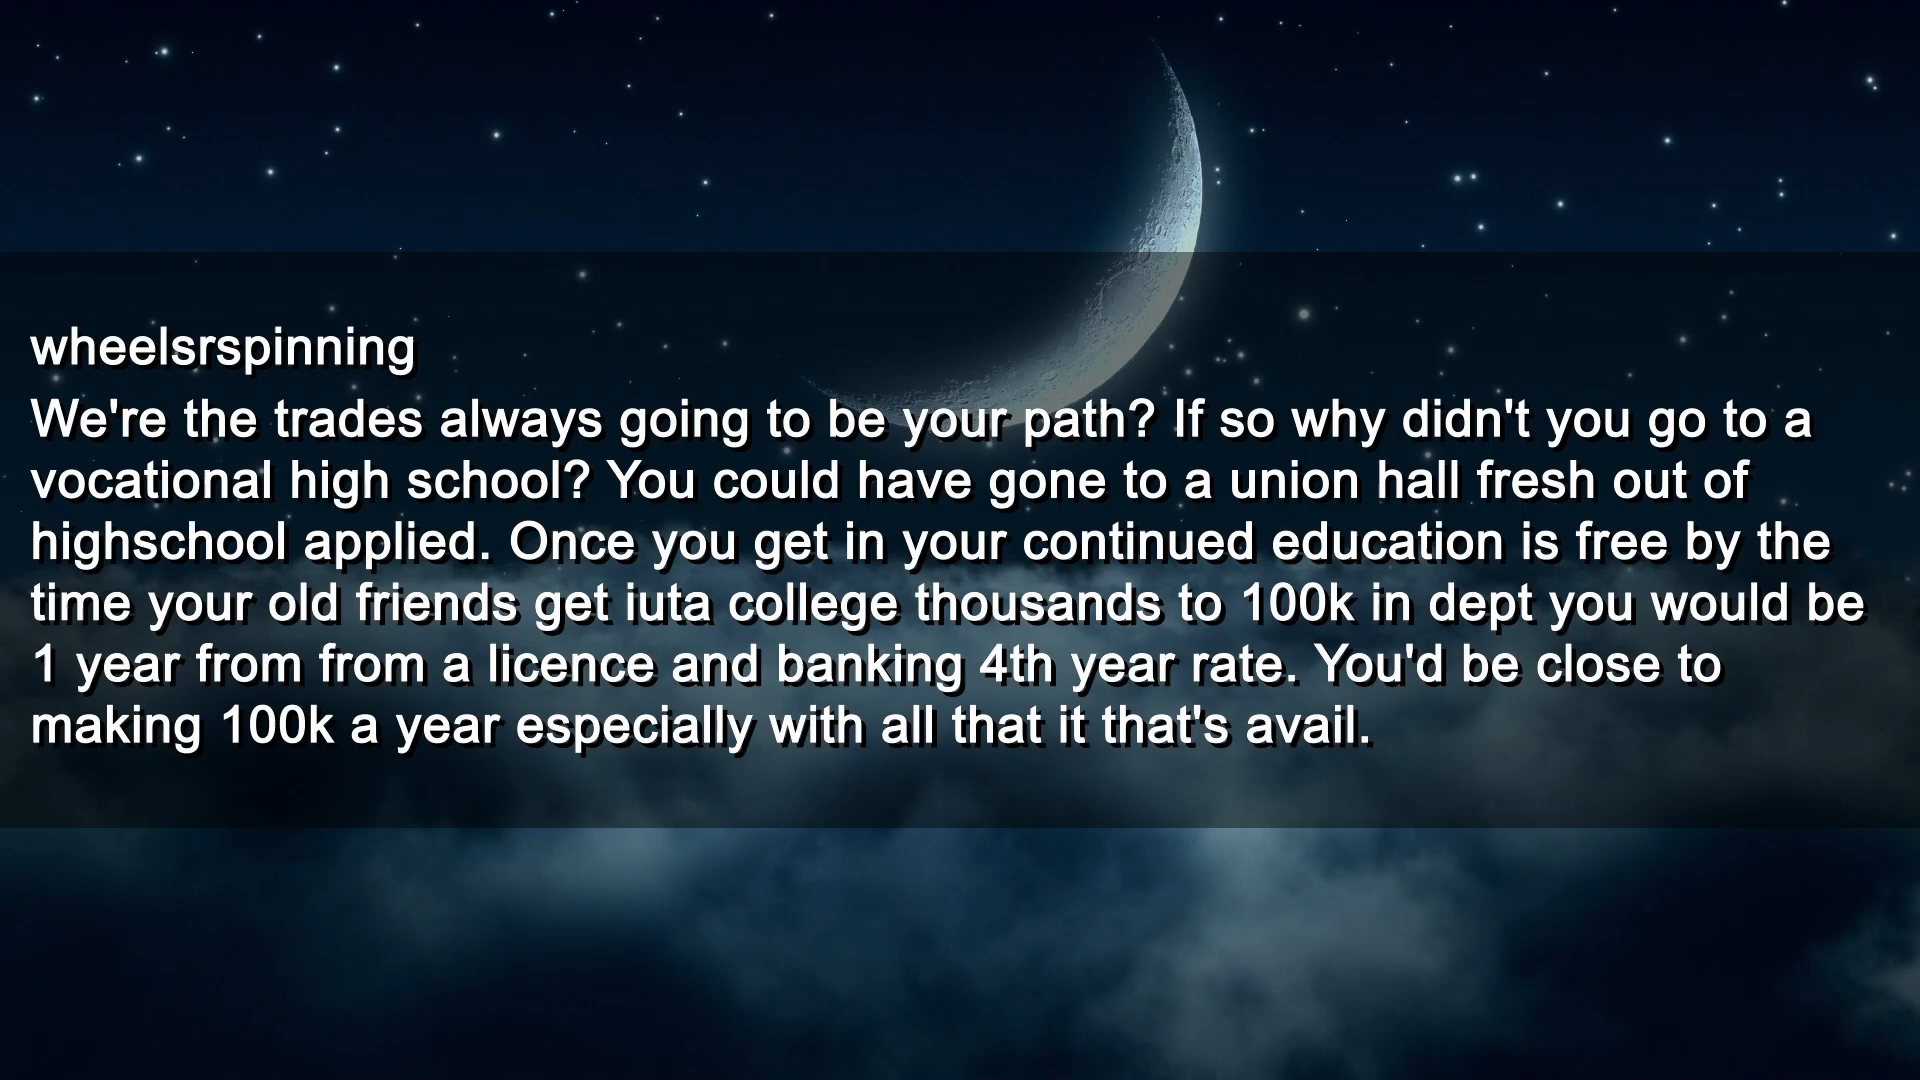 wheelsrspinning
We're the trades always going to be your path? If so why didn't you go to a
vocational high school? You could have gone to a union hall fresh out of
highschool applied. Once you get in your continued education is free by the
time your old friends get iuta college thousands to 100k in dept you would be
1 year from from a licence and banking 4th year rate. You'd be close to
making 100k a year especially with all that it that's avail.